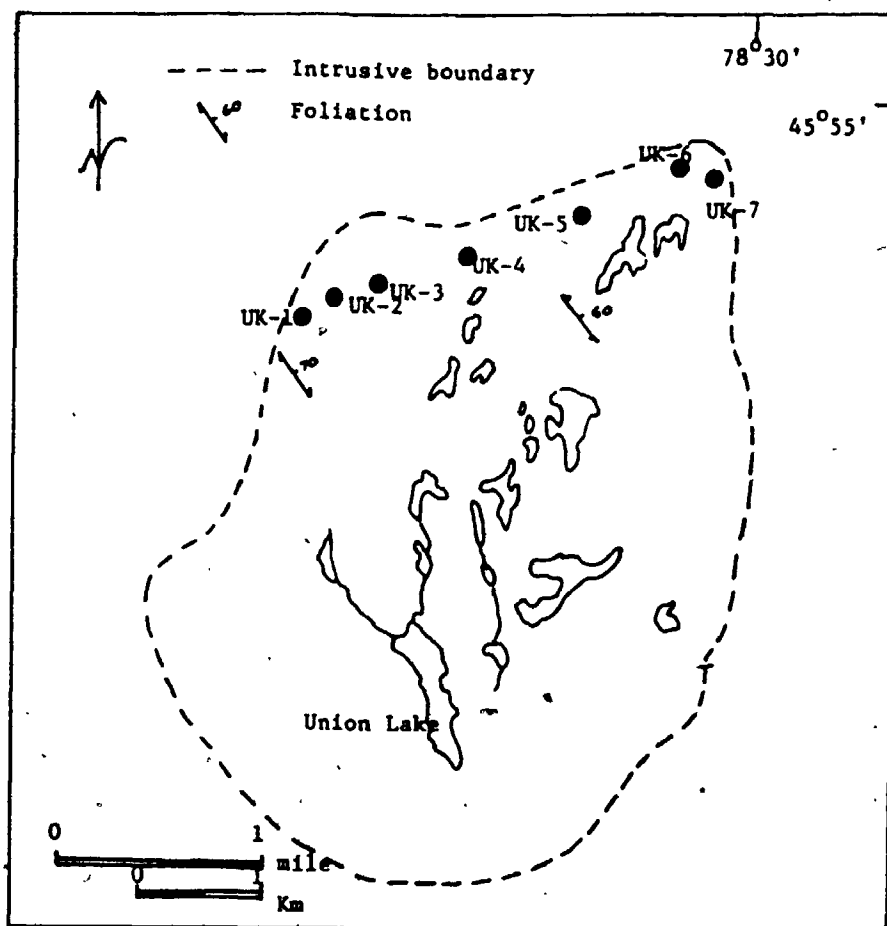 78°30'
Intrusive boundary
60
Foliation
45°55'
N
UK-6
UK-7
UK-5
UK-4
UK-3
UK-2
UK-1
60
70
Union Lake
0 1
mile
0 1
Km